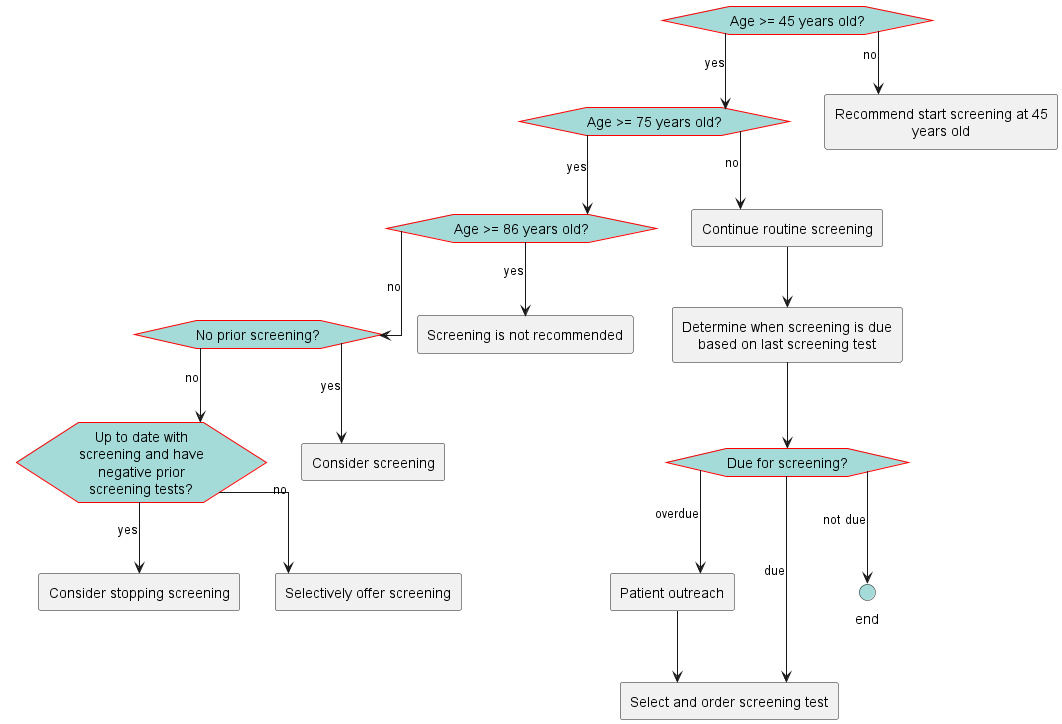 Age >= 45 years old?
yes
no
Recommend start screening at 45
years old
Age >= 75 years old?
yes
no
Age >= 86 years old?
Continue routine screening
no
yes
No prior screening?
Screening is not recommended
Determine when screening is due
based on last screening test
no
yes
Up to date with
screening and have
negative prior
screening tests?
Consider screening
Due for screening?
yes
no
overdue
due
not due
Consider stopping screening
Selectively offer screening
Patient outreach
end
Select and order screening test